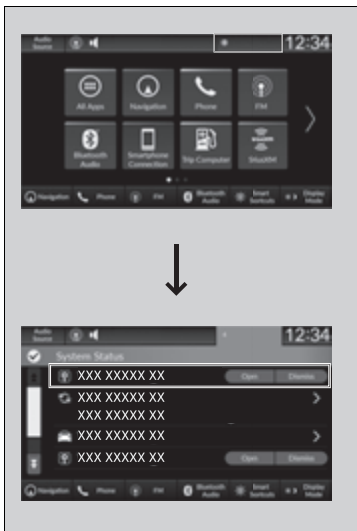 Audio Source
12:34
All Apps
Navigation
Phone
FM
Bluetooth Audio
Smartphone Connection
Trip Computer
SiriusXM
Navigation
Phone
FM
Bluetooth Audio
Smart Shortcuts
Display Mode
Audio Source
12:34
System Status
XXX XXXXX XX
Open
Dismiss
XXX XXXXX XX
XXX XXXXX XX
XXX XXXXX XX
XXX XXXXX XX
Open
Dismiss
Navigation
Phone
FM
Bluetooth Audio
Smart Shortcuts
Display Mode